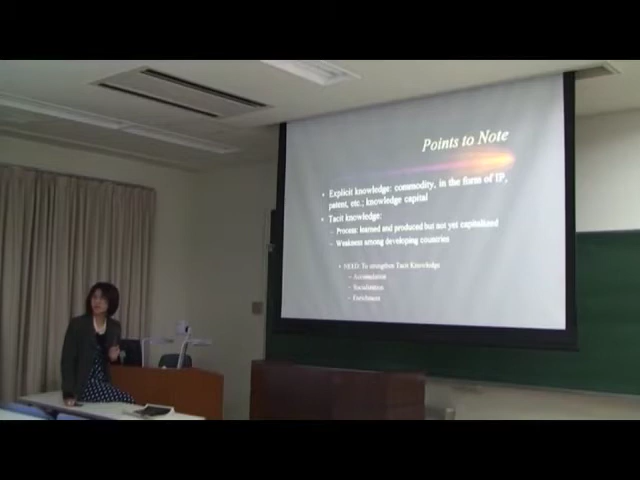 Points to Note
• Explicit knowledge: commodity, in the form of IP,
patent, etc.; knowledge capital
• Tacit knowledge:
– Process: learned and produced but not yet capitalized
– Weakness among developing countries
• NEED: To strengthen Tacit Knowledge
– Accumulation
– Socialization
– Enrichment